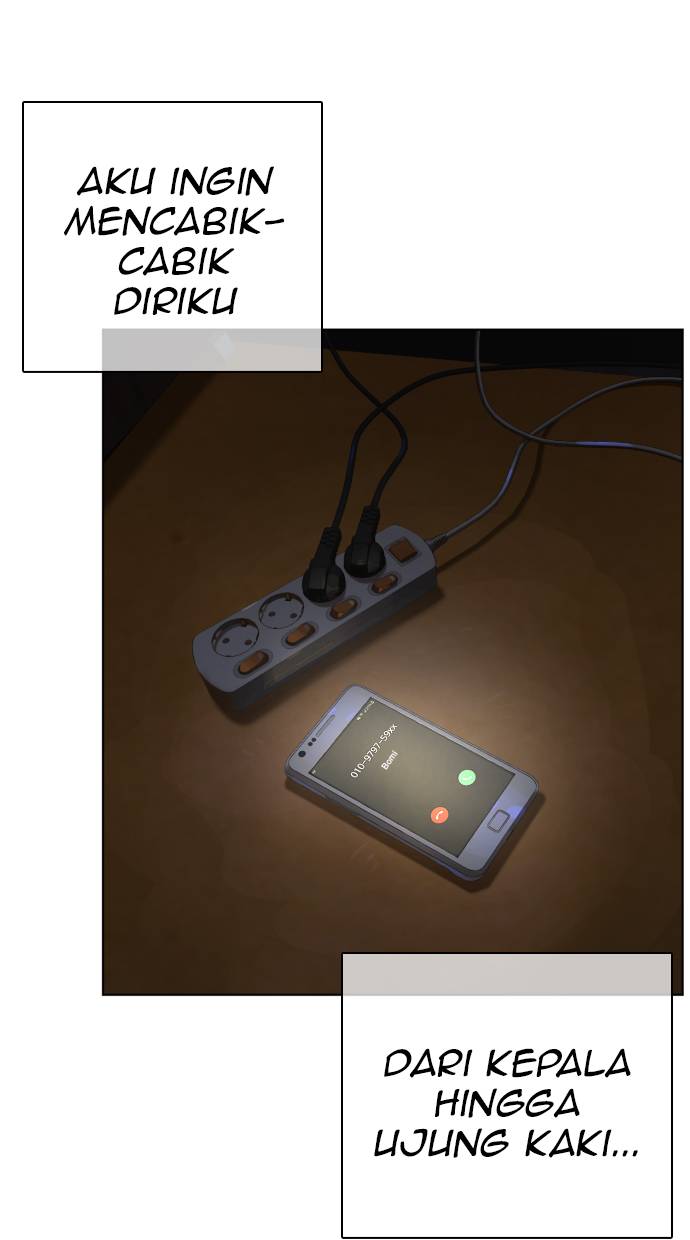 AKU INGIN
MENCABIK-
CABIK
DIRIKU
010-9797-59xx
Bomi
DARI KEPALA
HINGGA
UJUNG KAKI...